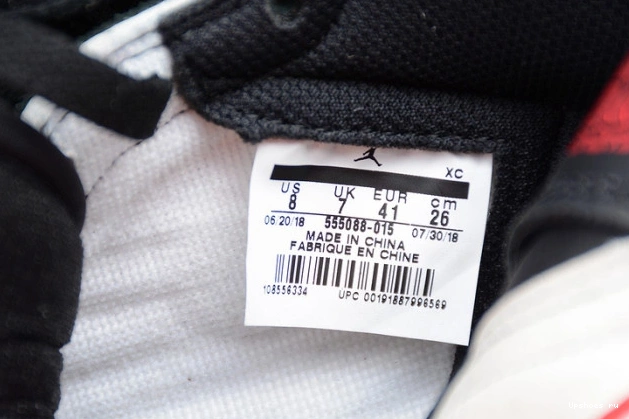 XC
US UK EUR cm
8 7 41 26
06/20/18 555088-015 07/30/18
MADE IN CHINA
FABRIQUE EN CHINE
108556334 UPC 00191887996569